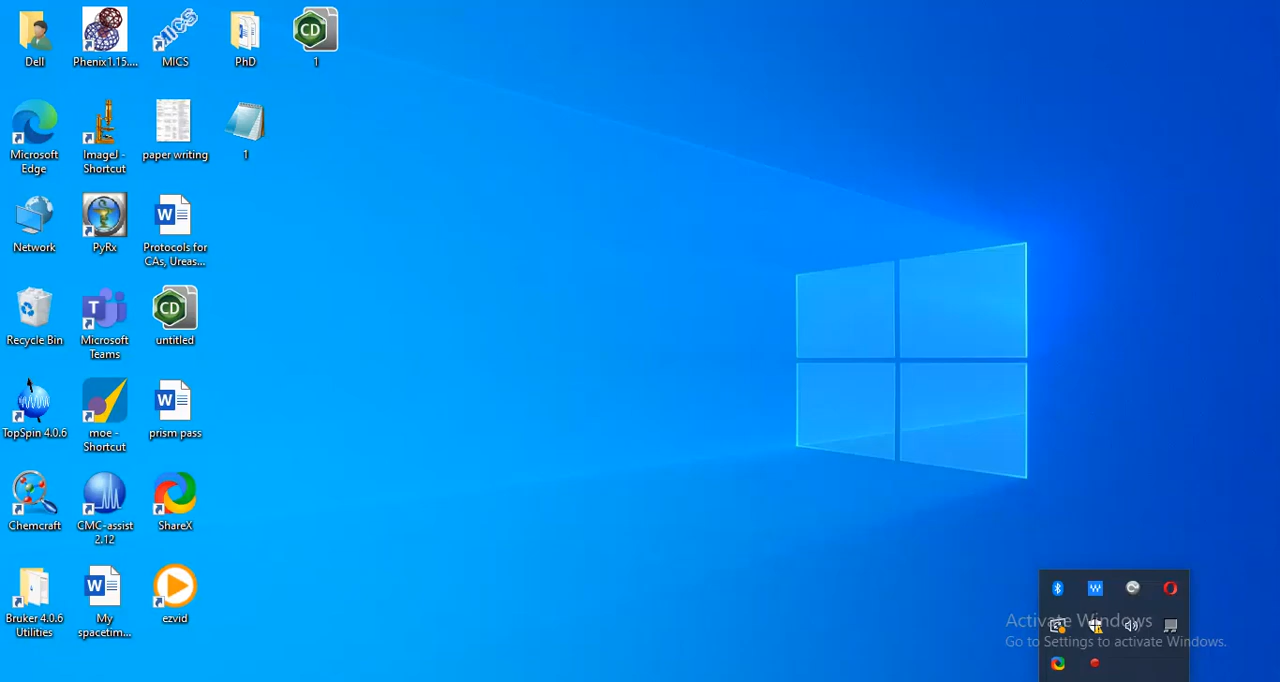 Dell
Phenix1.15....
MICS
PhD
1
Microsoft
Edge
ImageJ -
Shortcut
paper writing
1
Network
PyRx
Protocols for
CAs, Ureas...
Recycle Bin
Microsoft
Teams
untitled
TopSpin 4.0.6
moe -
Shortcut
prism pass
Chemcraft
CMC-assist
2.12
ShareX
Bruker 4.0.6
Utilities
My
spacetim...
ezvid
Activate Windows
Go to Settings to activate Windows.